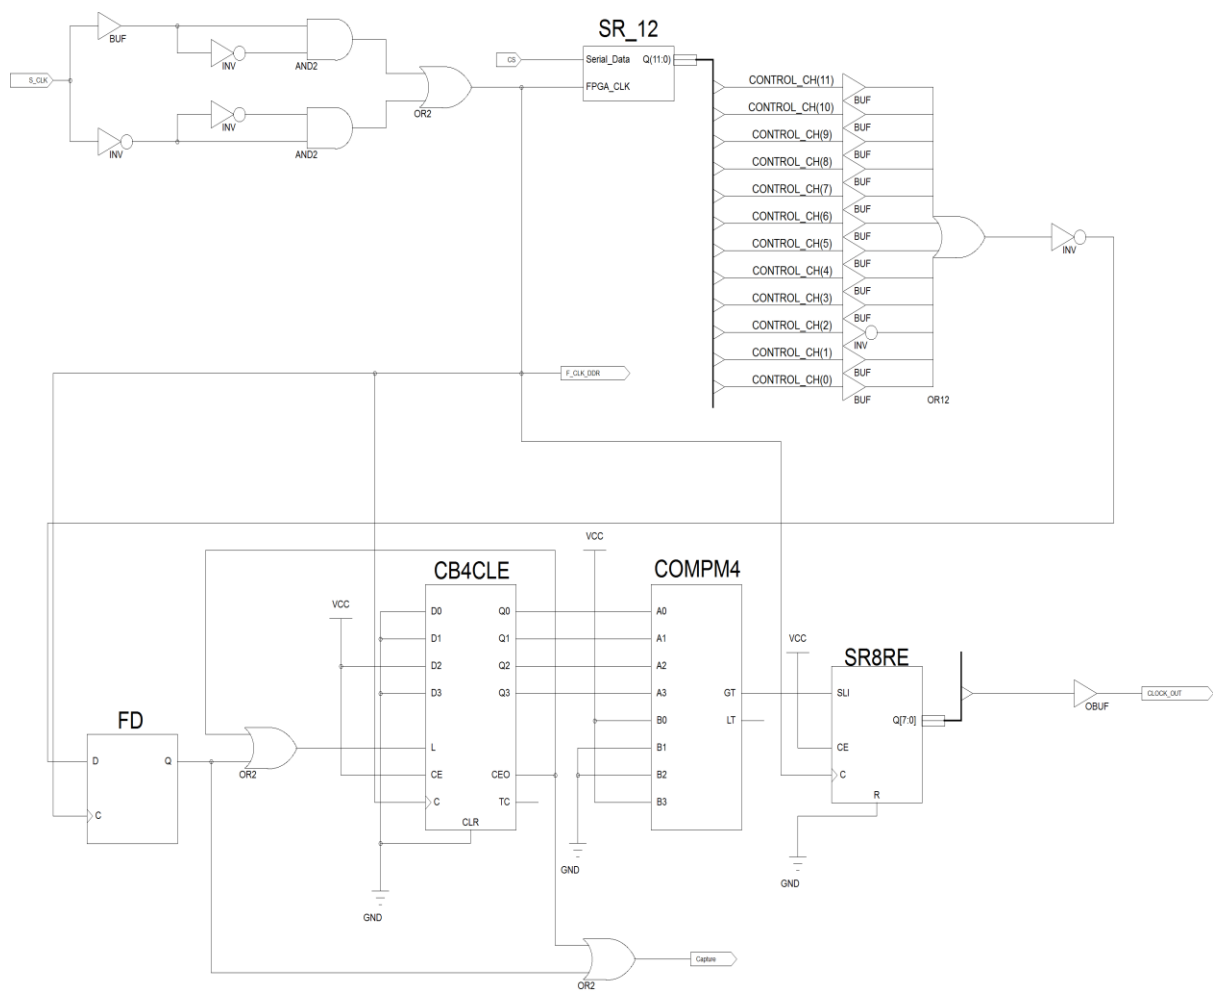 SR_12
BUF
S_CLK
INV
AND2
INV
INV
AND2
OR2
CS
Serial_Data
Q(11:0)
FPGA_CLK
CONTROL_CH(11)
BUF
CONTROL_CH(10)
BUF
CONTROL_CH(9)
BUF
CONTROL_CH(8)
BUF
CONTROL_CH(7)
BUF
CONTROL_CH(6)
BUF
CONTROL_CH(5)
BUF
CONTROL_CH(4)
BUF
CONTROL_CH(3)
BUF
CONTROL_CH(2)
INV
CONTROL_CH(1)
BUF
CONTROL_CH(0)
BUF
OR12
INV
F_CLK_DDR
FD
D
Q
C
OR2
VCC
CB4CLE
D0
Q0
D1
Q1
D2
Q2
D3
Q3
L
CE
CEO
C
TC
CLR
GND
VCC
COMPM4
A0
A1
A2
A3
GT
B0
LT
B1
B2
B3
GND
VCC
SR8RE
SLI
Q[7:0]
CE
C
R
GND
OBUF
CLOCK_OUT
OR2
Capture